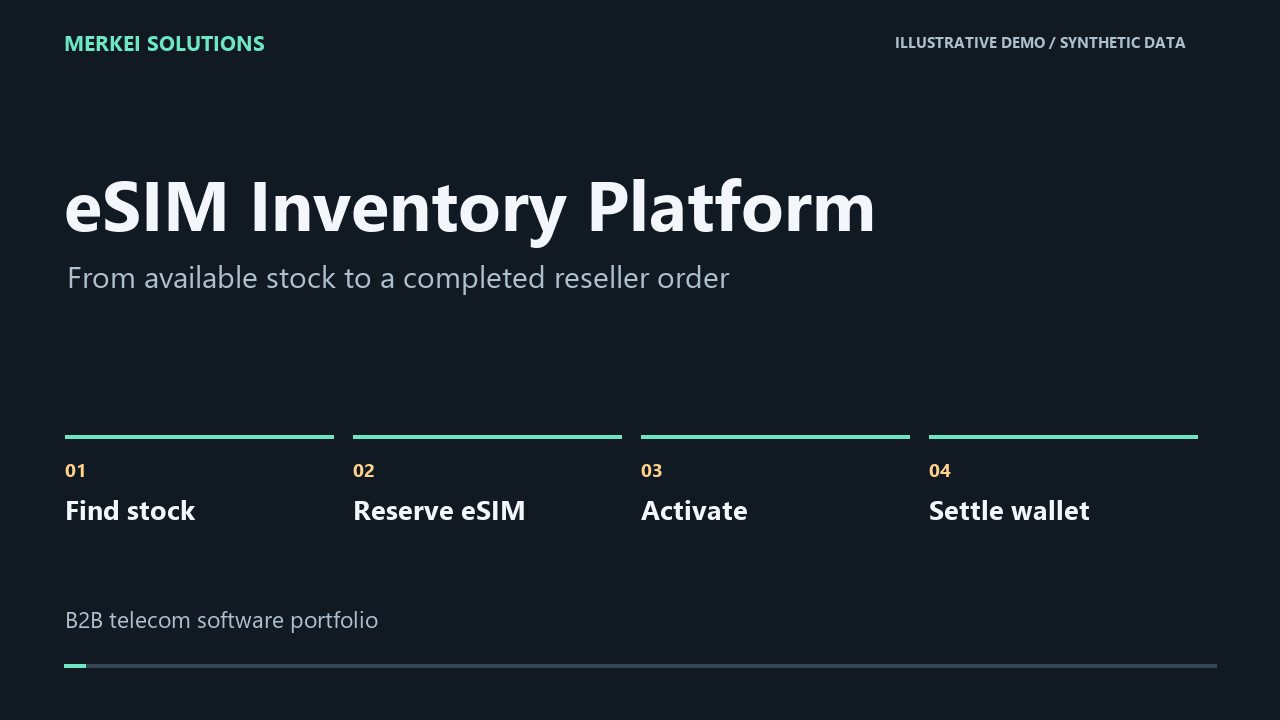 MERKEI SOLUTIONS
ILLUSTRATIVE DEMO / SYNTHETIC DATA
eSIM Inventory Platform
From available stock to a completed reseller order
01
Find stock
02
Reserve eSIM
03
Activate
04
Settle wallet
B2B telecom software portfolio